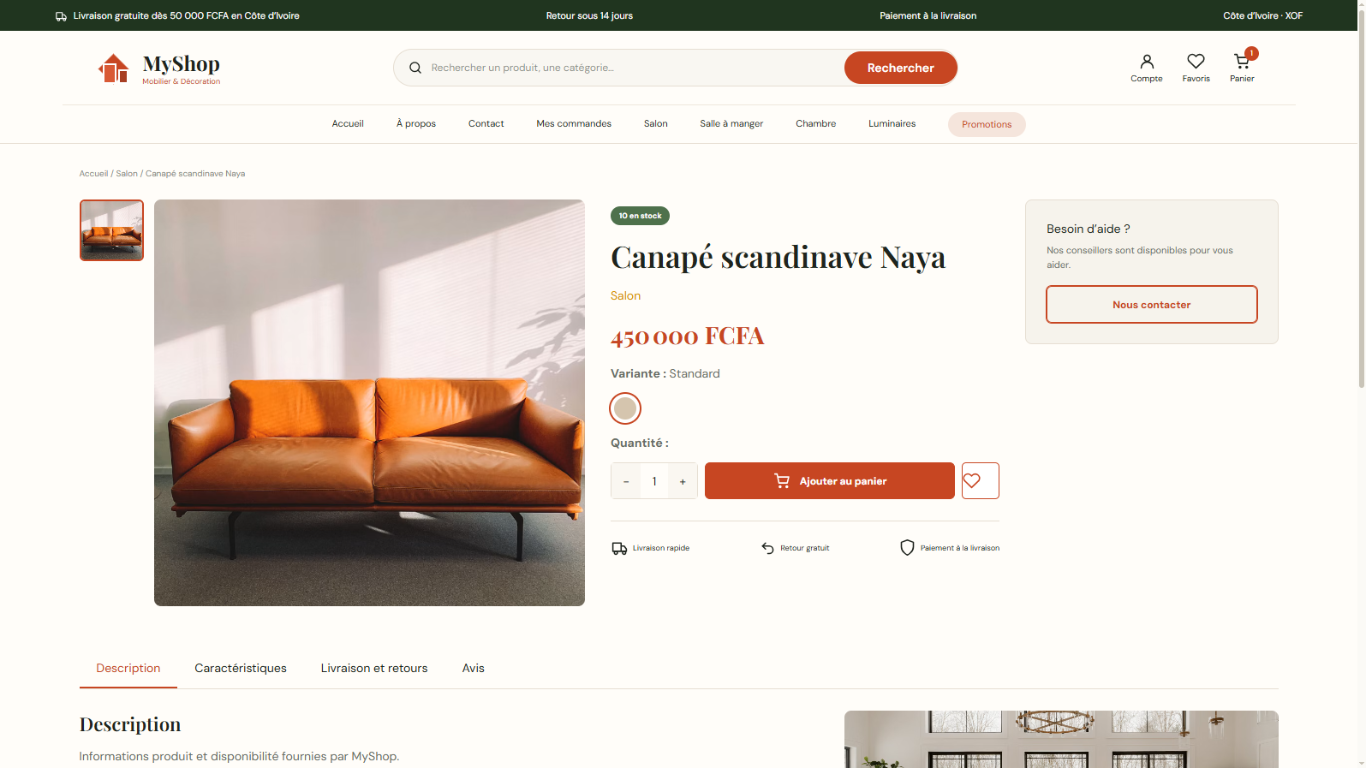 Livraison gratuite dès 50 000 FCFA en Côte d'Ivoire
Retour sous 14 jours
Paiement à la livraison
Côte d'Ivoire · XOF
MyShop
Mobilier & Décoration
Rechercher un produit, une catégorie...
Rechercher
1
Compte
Favoris
Panier
Accueil
À propos
Contact
Mes commandes
Salon
Salle à manger
Chambre
Luminaires
Promotions
Accueil / Salon / Canapé scandinave Naya
10 en stock
Canapé scandinave Naya
Salon
450 000 FCFA
Variante : Standard
Quantité :
− 1 +
Ajouter au panier
Livraison rapide
Retour gratuit
Paiement à la livraison
Besoin d'aide ?
Nos conseillers sont disponibles pour vous
aider.
Nous contacter
Description
Caractéristiques
Livraison et retours
Avis
Description
Informations produit et disponibilité fournies par MyShop.